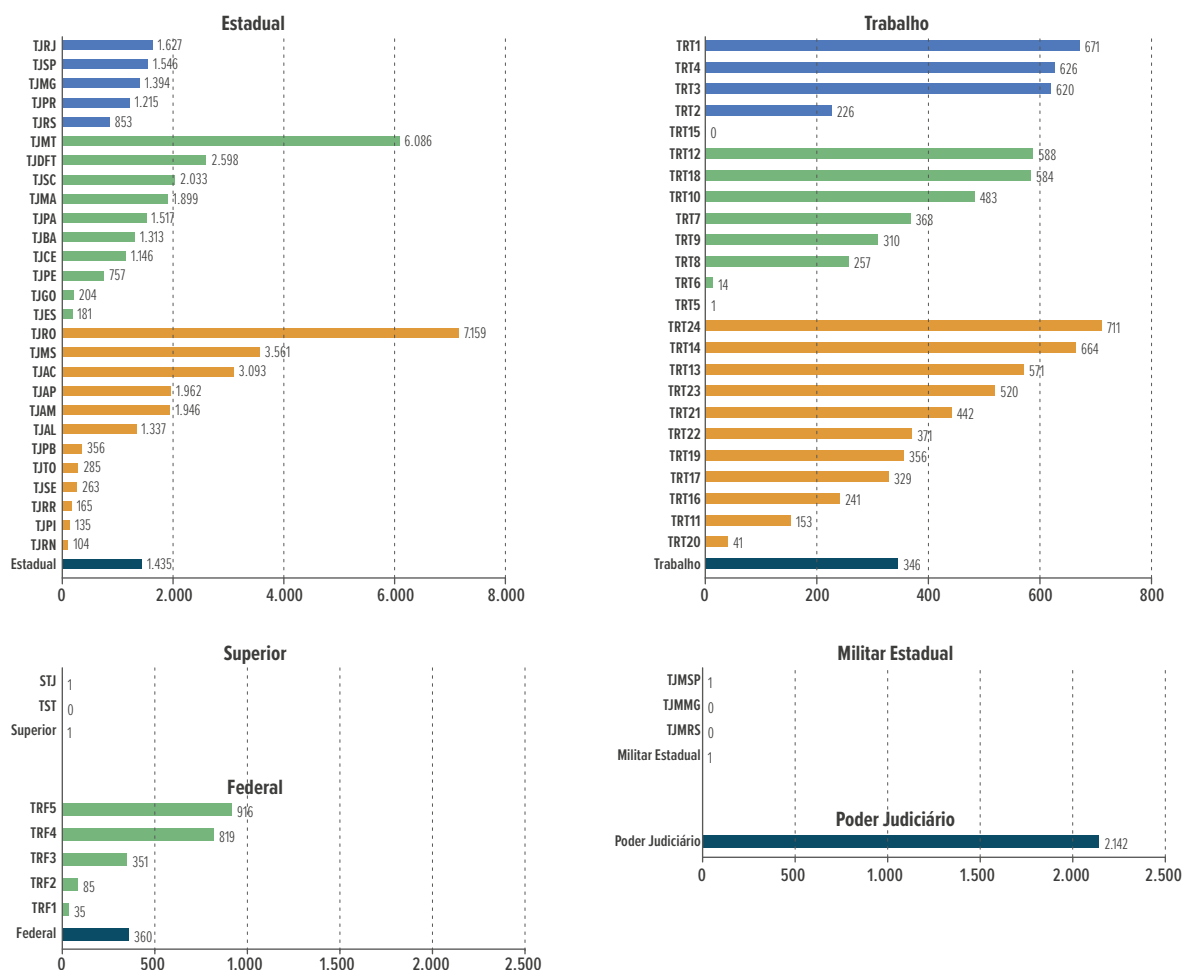 Estadual
TJRJ 1.627
TJSP 1.546
TJMG 1.394
TJPR 1.215
TJRS 853
TJMT 6.086
TJDFT 2.598
TJSC 2.033
TJMA 1.899
TJPA 1.517
TJBA 1.313
TJCE 1.146
TJPE 757
TJGO 204
TJES 181
TJRO 7.159
TJMS 3.561
TJAC 3.093
TJAP 1.962
TJAM 1.946
TJAL 1.337
TJPB 356
TJTO 285
TJSE 263
TJRR 165
TJPI 135
TJRN 104
Estadual 1.435
0 2.000 4.000 6.000 8.000
Trabalho
TRT1 671
TRT4 626
TRT3 620
TRT2 226
TRT15 0
TRT12 588
TRT18 584
TRT10 483
TRT7 368
TRT9 310
TRT8 257
TRT6 14
TRT5 1
TRT24 711
TRT14 664
TRT13 571
TRT23 520
TRT21 442
TRT22 371
TRT19 356
TRT17 329
TRT16 241
TRT11 153
TRT20 41
Trabalho 346
0 200 400 600 800
Superior
STJ 1
TST 0
Superior 1
Federal
TRF5 916
TRF4 819
TRF3 351
TRF2 85
TRF1 35
Federal 360
0 500 1.000 1.500 2.000 2.500
Militar Estadual
TJMSP 1
TJMMG 0
TJMRS 0
Militar Estadual 1
Poder Judiciário
Poder Judiciário 2.142
0 500 1.000 1.500 2.000 2.500